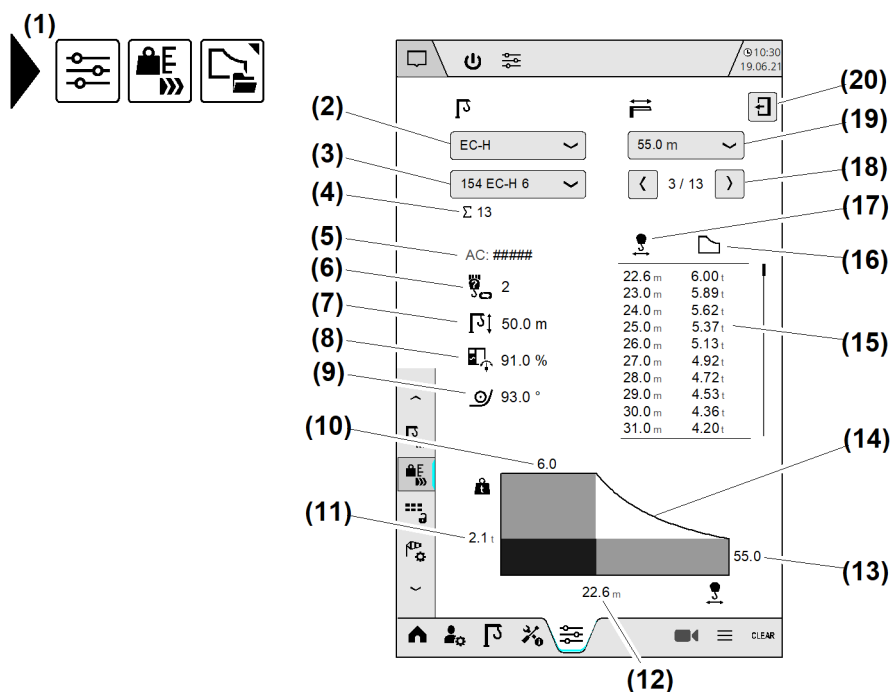 (1)
E
10:30
19.06.21
(20)
(2)
EC-H
55.0 m
(19)
(3)
154 EC-H 6
3 / 13
(18)
(4)
Σ 13
(17)
(5)
AC: #####
(16)
(6)
2
22.6 m 6.00 t
23.0 m 5.89 t
24.0 m 5.62 t
(7)
50.0 m
25.0 m 5.37 t
(15)
26.0 m 5.13 t
(8)
91.0 %
27.0 m 4.92 t
28.0 m 4.72 t
(9)
93.0 °
29.0 m 4.53 t
30.0 m 4.36 t
31.0 m 4.20 t
(10)
6.0
(14)
E
t
(11)
2.1 t
55.0
(13)
22.6 m
CLEAR
(12)